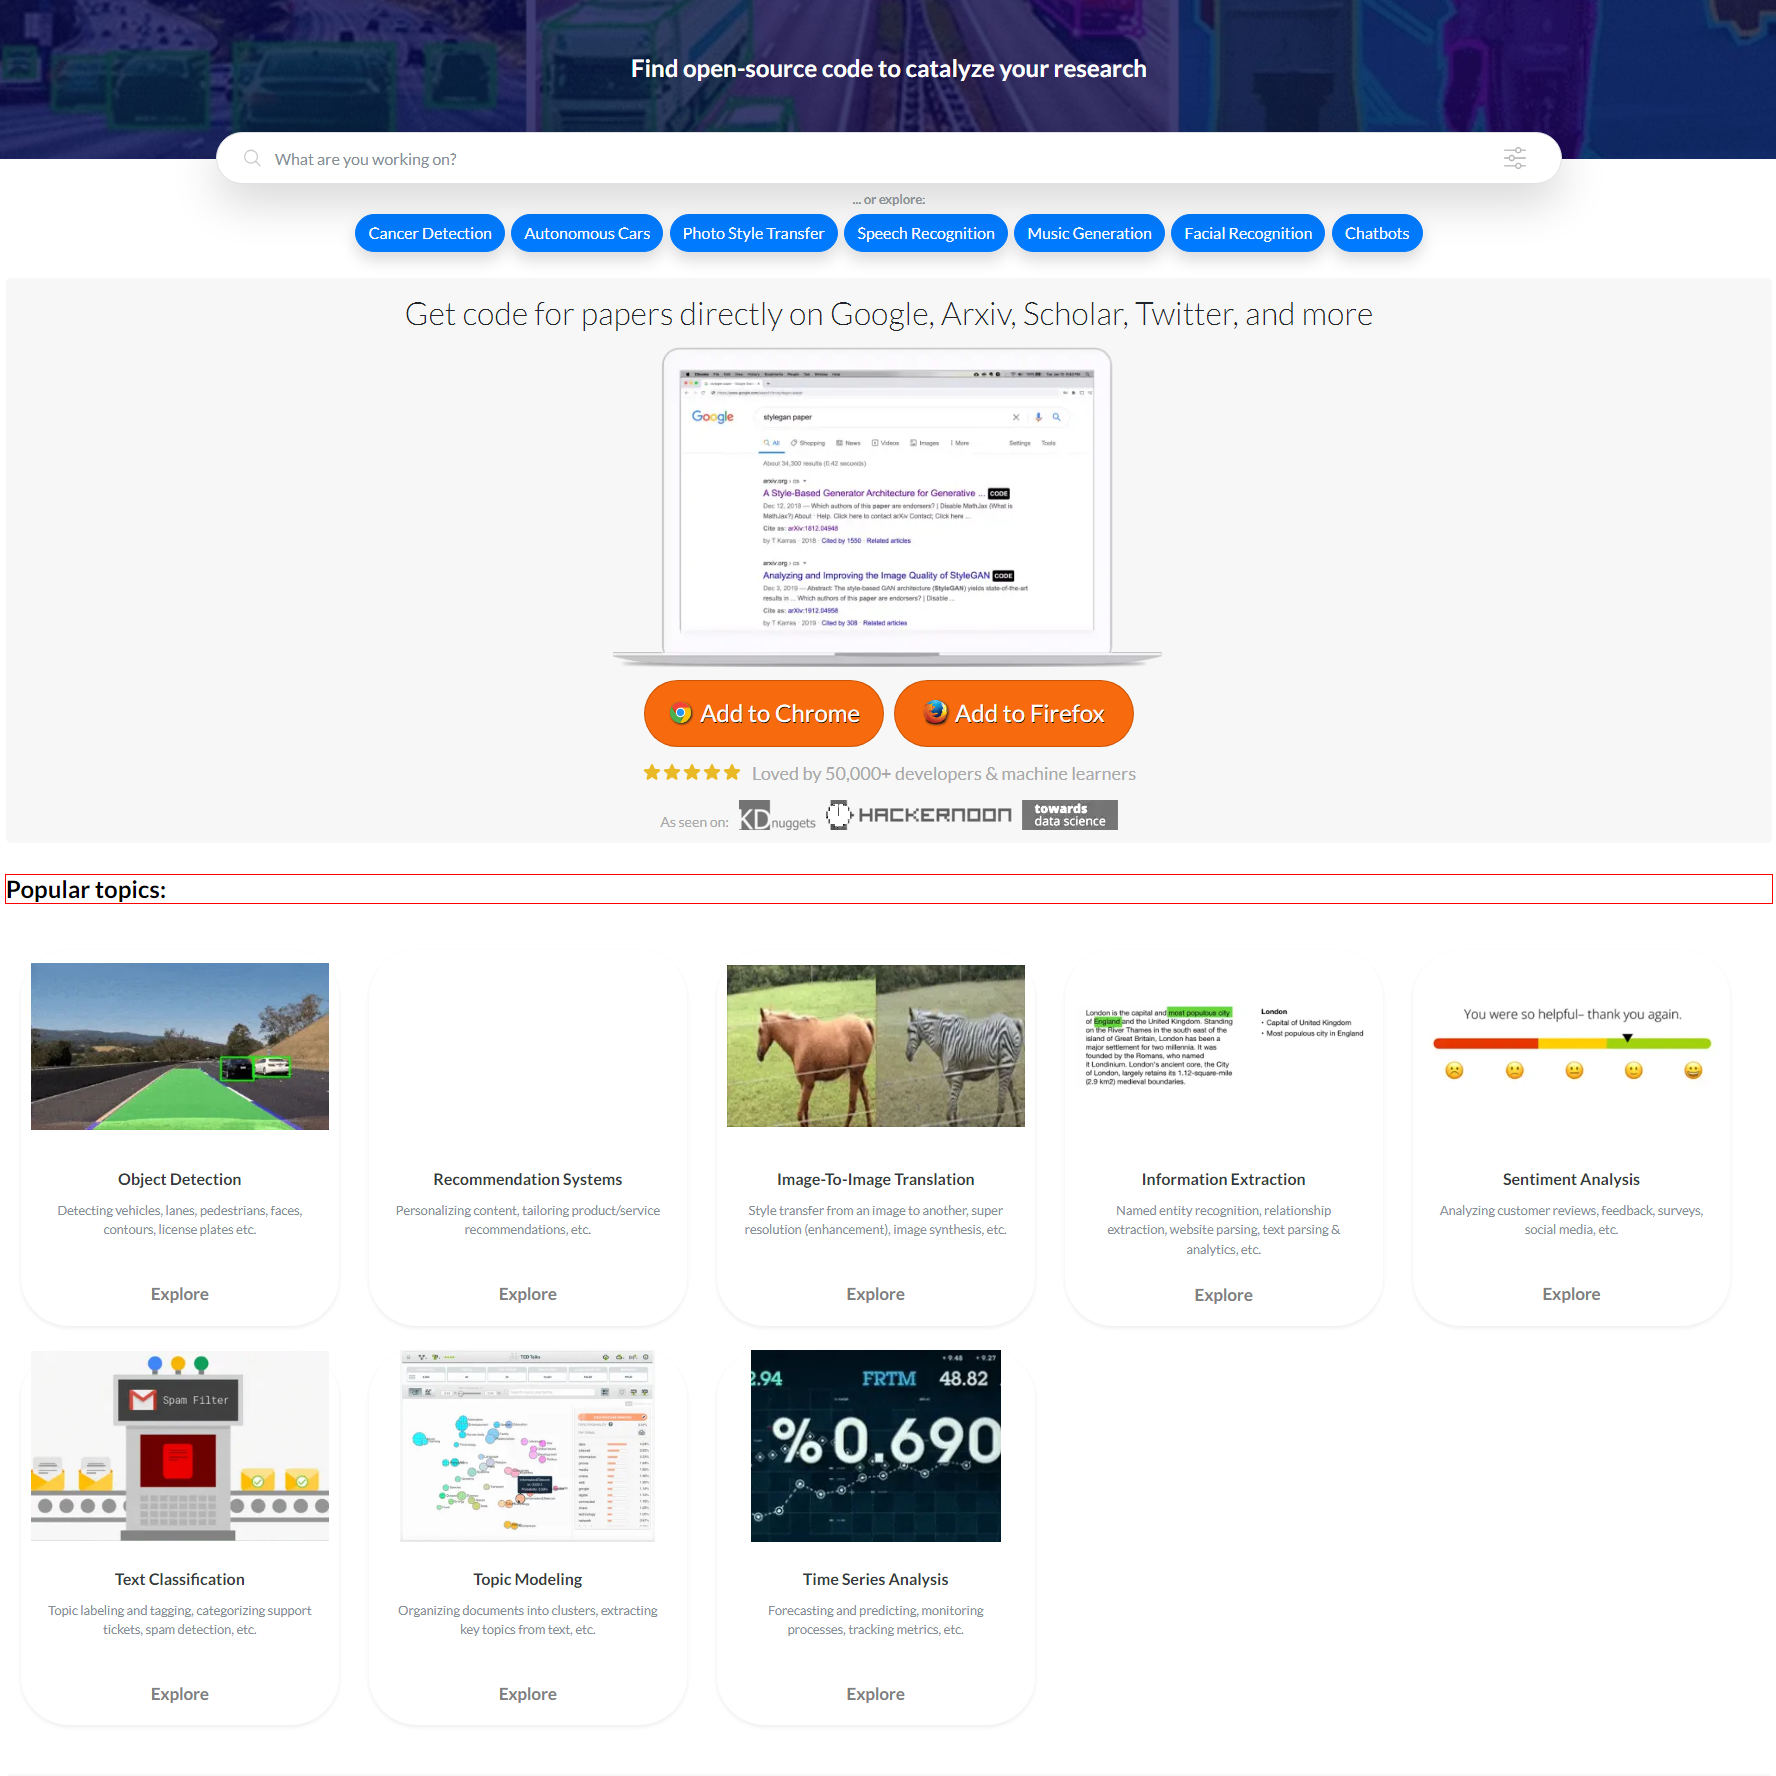 Find open-source code to catalyze your research
What are you working on?
... or explore:
Cancer Detection Autonomous Cars Photo Style Transfer Speech Recognition Music Generation Facial Recognition Chatbots
Get code for papers directly on Google, Arxiv, Scholar, Twitter, and more
Google stylegan paper
All Shopping News Videos Images More Settings Tools
About 34,300 results (0.42 seconds)
arxiv.org › cs
A Style-Based Generator Architecture for Generative ... CODE
Dec 12, 2018 — Which authors of this paper are endorsers? | Disable MathJax (What is
MathJax?) About · Help. Click here to contact arXiv Contact; Click here ...
Cite as: arXiv:1812.04948
by T Karras · 2018 · Cited by 1550 · Related articles
arxiv.org › cs
Analyzing and Improving the Image Quality of StyleGAN CODE
Dec 3, 2019 — Abstract: The style-based GAN architecture (StyleGAN) yields state-of-the-art
results in ... Which authors of this paper are endorsers? | Disable ...
Cite as: arXiv:1912.04958
by T Karras · 2019 · Cited by 308 · Related articles
Add to Chrome Add to Firefox
Loved by 50,000+ developers & machine learners
As seen on: KD nuggets HACKERNOON towards data science
Popular topics:
London is the capital and most populous city
of England and the United Kingdom. Standing
on the River Thames in the south east of the
island of Great Britain, London has been a
major settlement for two millennia. It was
founded by the Romans, who named
it Londinium. London's ancient core, the City
of London, largely retains its 1.12-square-mile
(2.9 km2) medieval boundaries.
London
• Capital of United Kingdom
• Most populous city in England
You were so helpful– thank you again.
Object Detection
Detecting vehicles, lanes, pedestrians, faces,
contours, license plates etc.
Explore
Recommendation Systems
Personalizing content, tailoring product/service
recommendations, etc.
Explore
Image-To-Image Translation
Style transfer from an image to another, super
resolution (enhancement), image synthesis, etc.
Explore
Information Extraction
Named entity recognition, relationship
extraction, website parsing, text parsing &
analytics, etc.
Explore
Sentiment Analysis
Analyzing customer reviews, feedback, surveys,
social media, etc.
Explore
Spam Filter
Text Classification
Topic labeling and tagging, categorizing support
tickets, spam detection, etc.
Explore
TED Talks
Topic Modeling
Organizing documents into clusters, extracting
key topics from text, etc.
Explore
+9.48 +9.27
2.94 FRTM 48.82
%0.690
Time Series Analysis
Forecasting and predicting, monitoring
processes, tracking metrics, etc.
Explore